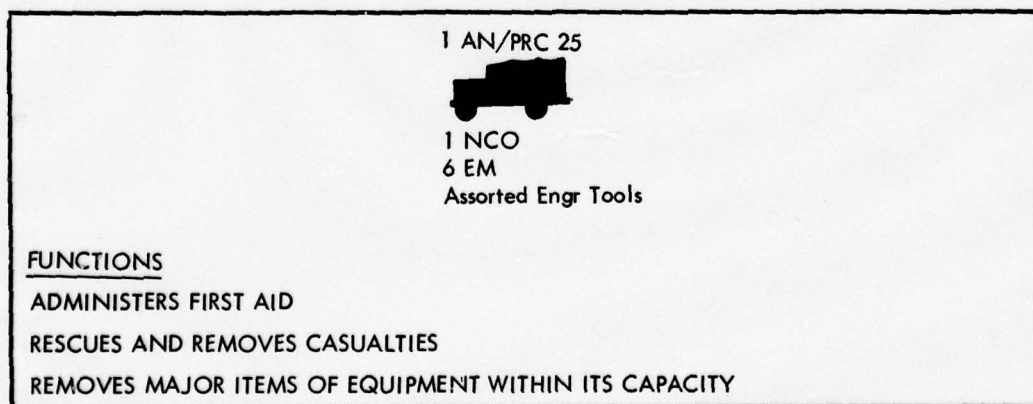 1 AN/PRC 25
1 NCO
6 EM
Assorted Engr Tools
FUNCTIONS
ADMINISTERS FIRST AID
RESCUES AND REMOVES CASUALTIES
REMOVES MAJOR ITEMS OF EQUIPMENT WITHIN ITS CAPACITY